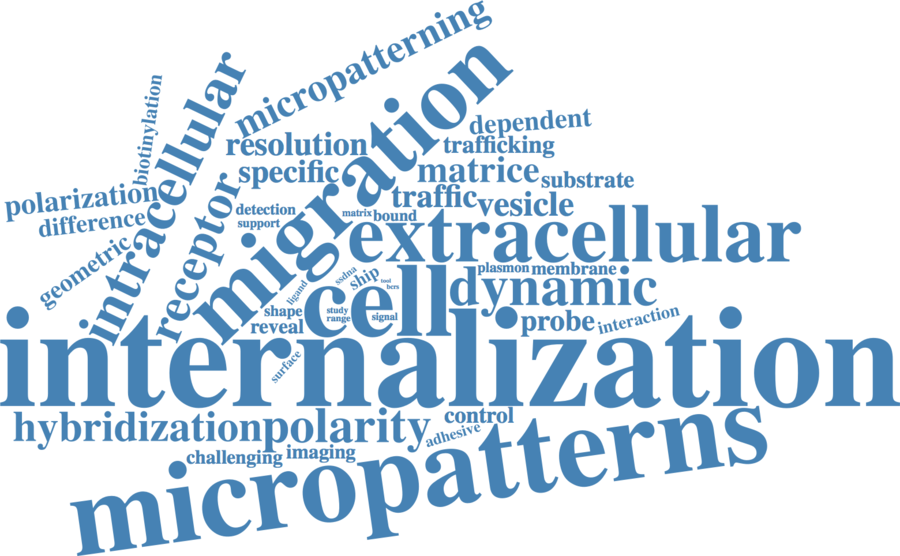 micropatterning
migration
intracellular
biotinylation
dependent
resolution
trafficking
specific
matrice
substrate
polarization
receptor
traffic
vesicle
difference
detection
matrix
bound
support
extracellular
geometric
plasmon
membrane
ssdna
ship
tool
bcrs
cell
dynamic
ligand
shape
study
range
signal
probe
interaction
reveal
internalization
surface
hybridization
polarity
control
adhesive
challenging
imaging
micropatterns